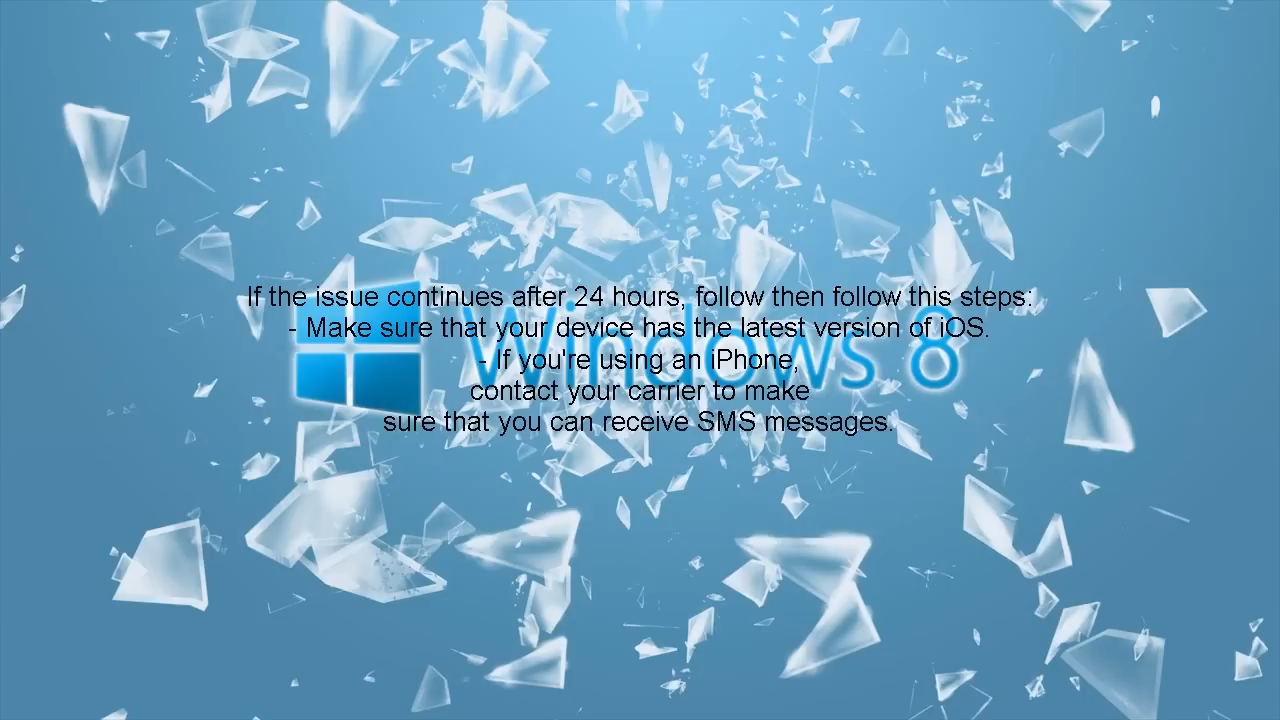 If the issue continues after 24 hours, follow then follow this steps:
- Make sure that your device has the latest version of iOS.
- If you're using an iPhone,
contact your carrier to make
sure that you can receive SMS messages.
Windows 8